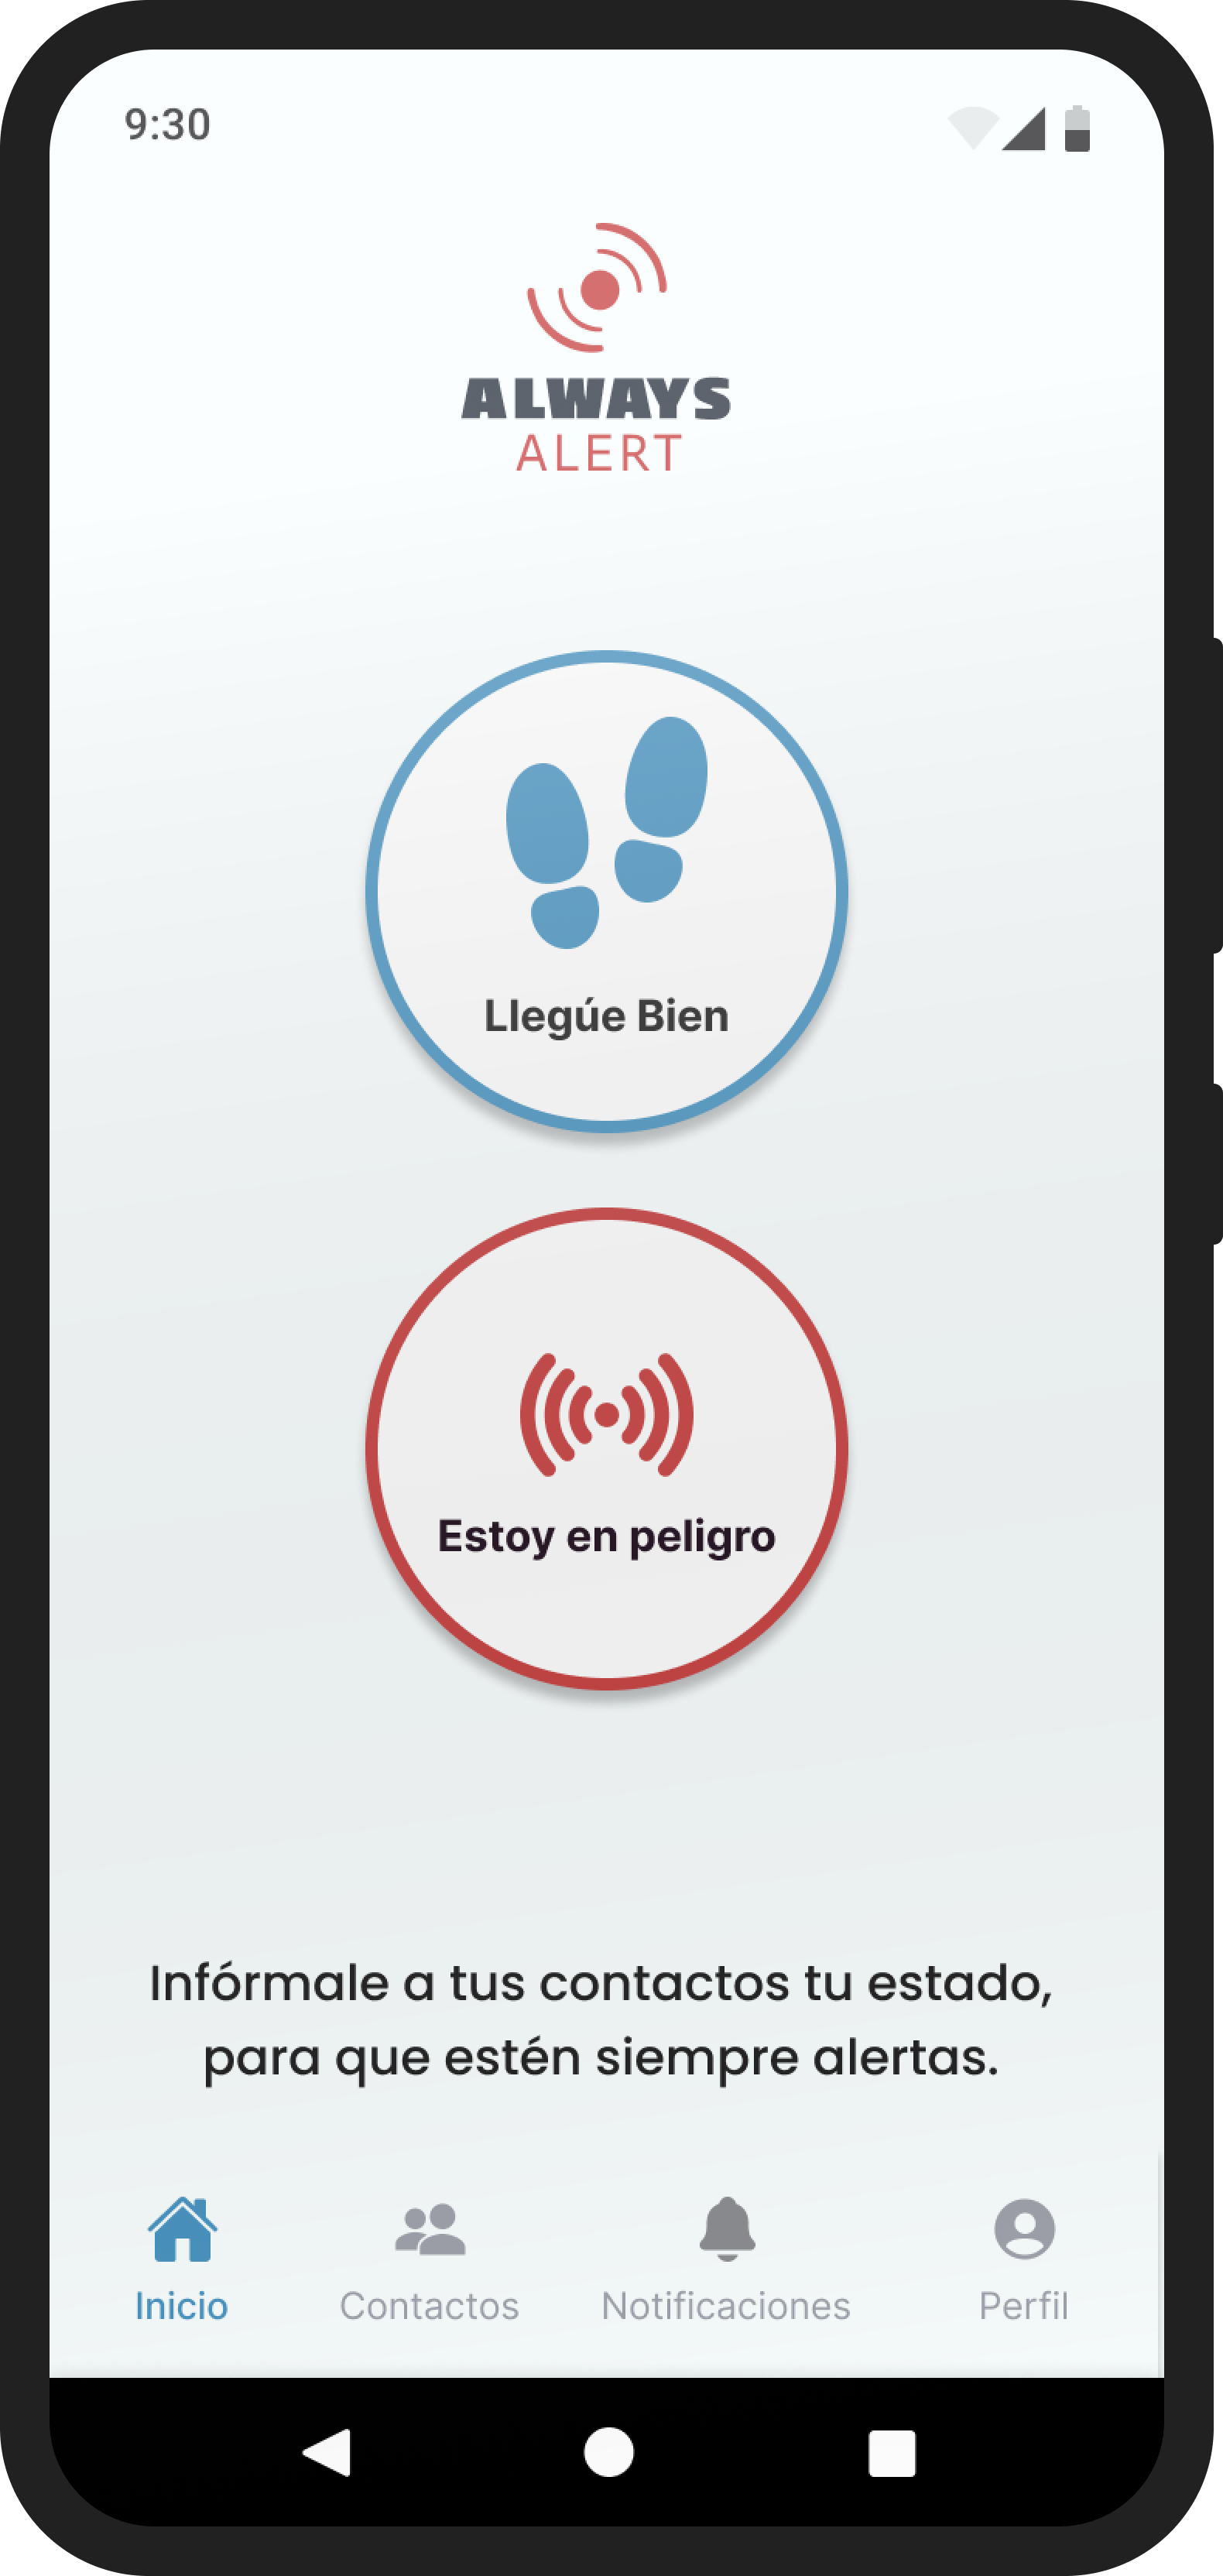 9:30
ALWAYS
ALERT
Llegúe Bien
Estoy en peligro
Infórmale a tus contactos tu estado,
para que estén siempre alertas.
Inicio
Contactos
Notificaciones
Perfil